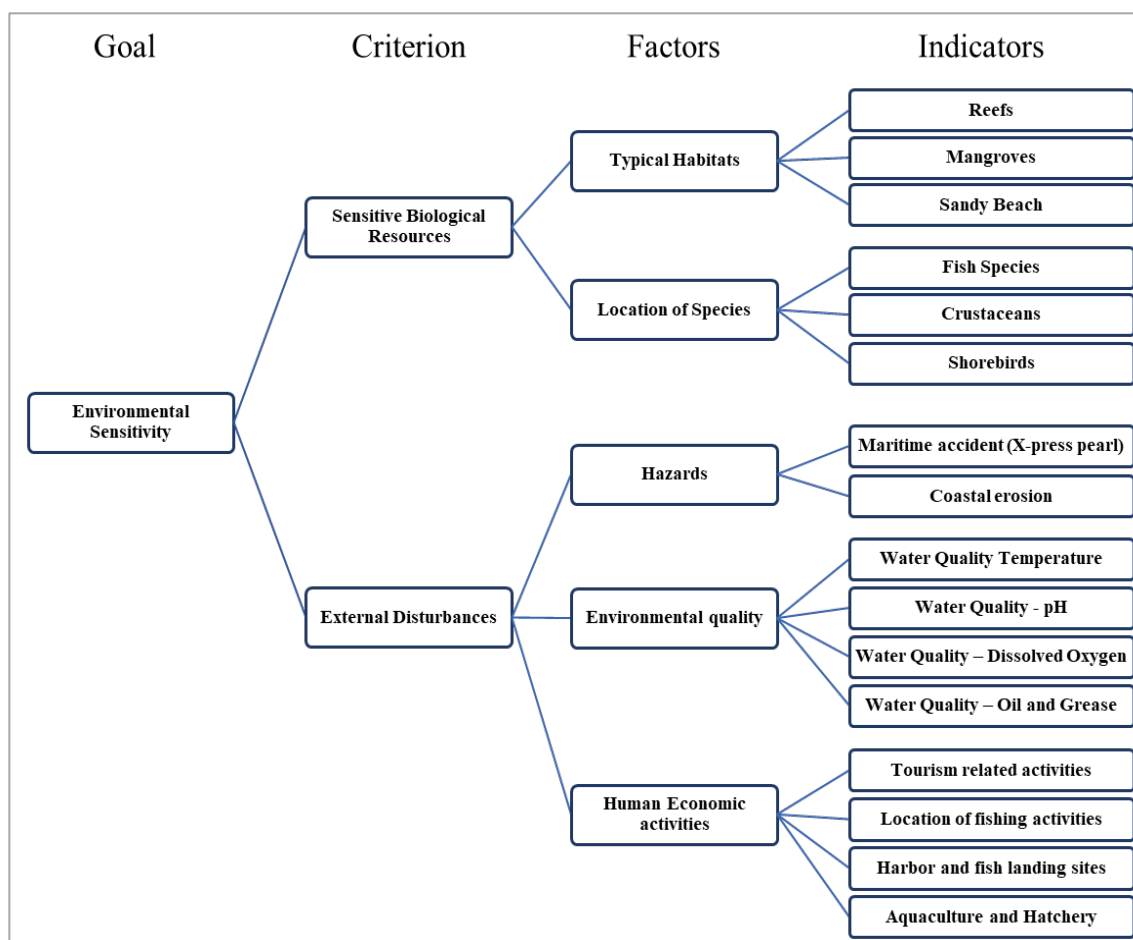 Goal
Criterion
Factors
Indicators
Reefs
Typical Habitats
Mangroves
Sandy Beach
Sensitive Biological
Resources
Fish Species
Location of Species
Crustaceans
Shorebirds
Environmental
Sensitivity
Maritime accident (X-press pearl)
Hazards
Coastal erosion
Water Quality Temperature
External Disturbances
Environmental quality
Water Quality - pH
Water Quality – Dissolved Oxygen
Water Quality – Oil and Grease
Tourism related activities
Human Economic
activities
Location of fishing activities
Harbor and fish landing sites
Aquaculture and Hatchery